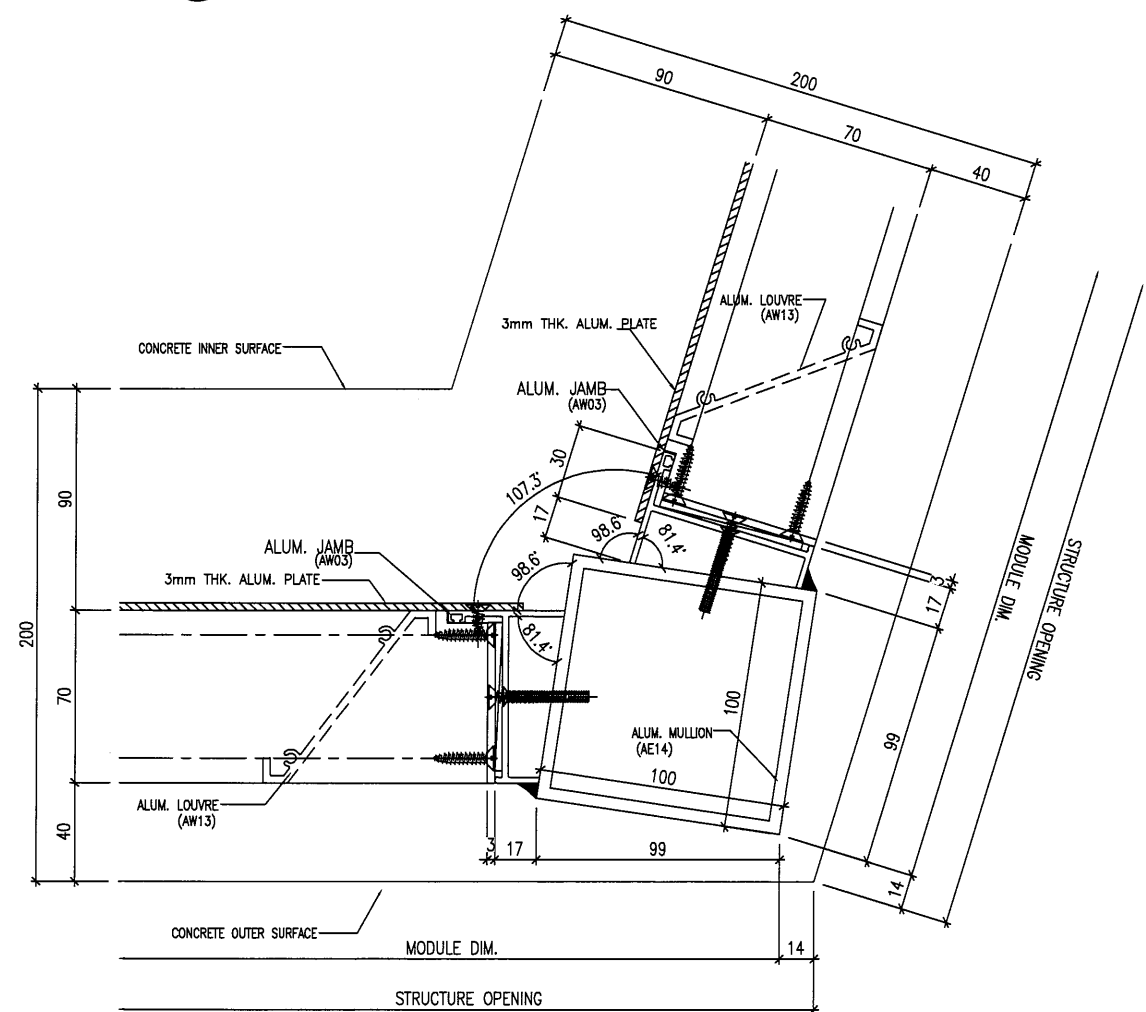 200
90
70
40
ALUM. LOUVRE
(AW13)
3mm THK. ALUM. PLATE
CONCRETE INNER SURFACE
ALUM. JAMB
(AW03)
30
107.3°
17
98.6°
81.4°
90
ALUM. JAMB
(AW03)
3mm THK. ALUM. PLATE
98.6°
81.4°
STRUCTURE OPENING
MODULE DIM.
3
17
200
70
100
ALUM. MULLION
(AE14)
100
99
ALUM. LOUVRE
(AW13)
40
3
17
99
14
CONCRETE OUTER SURFACE
MODULE DIM.
14
STRUCTURE OPENING